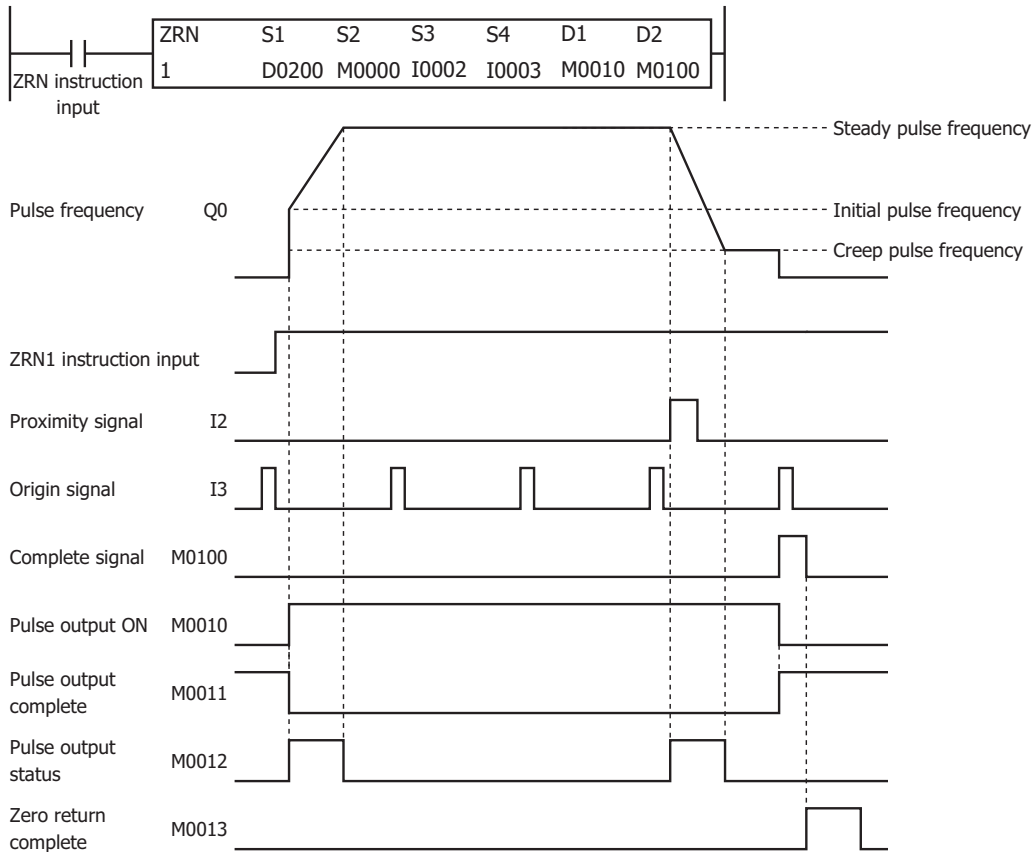 ZRN S1 S2 S3 S4 D1 D2
1 D0200 M0000 I0002 I0003 M0010 M0100
ZRN instruction
input
Steady pulse frequency
Pulse frequency Q0
Initial pulse frequency
Creep pulse frequency
ZRN1 instruction input
Proximity signal I2
Origin signal I3
Complete signal M0100
Pulse output ON M0010
Pulse output
complete M0011
Pulse output
status M0012
Zero return
complete M0013